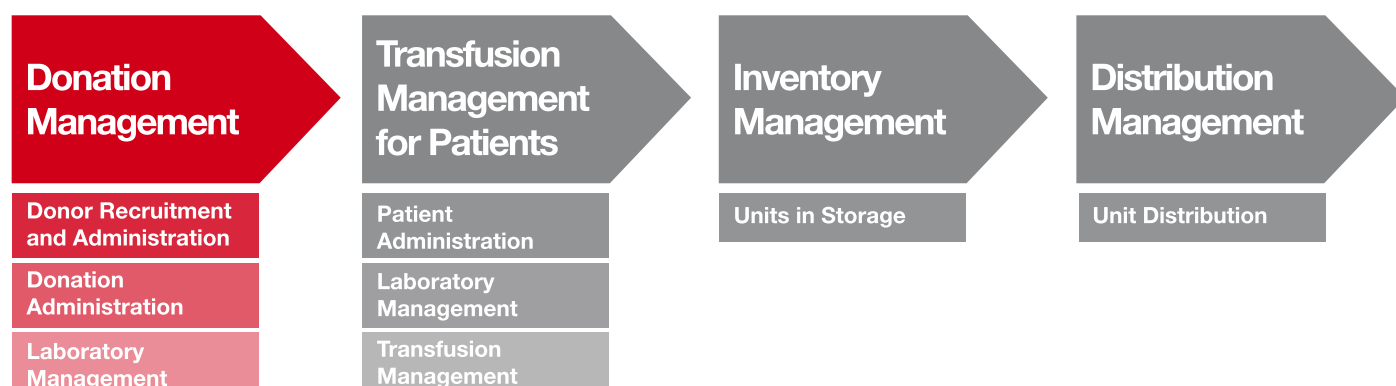 Donation
Management
Transfusion
Management
for Patients
Inventory
Management
Distribution
Management
Donor Recruitment
and Administration
Donation
Administration
Laboratory
Management
Patient
Administration
Laboratory
Management
Transfusion
Management
Units in Storage
Unit Distribution